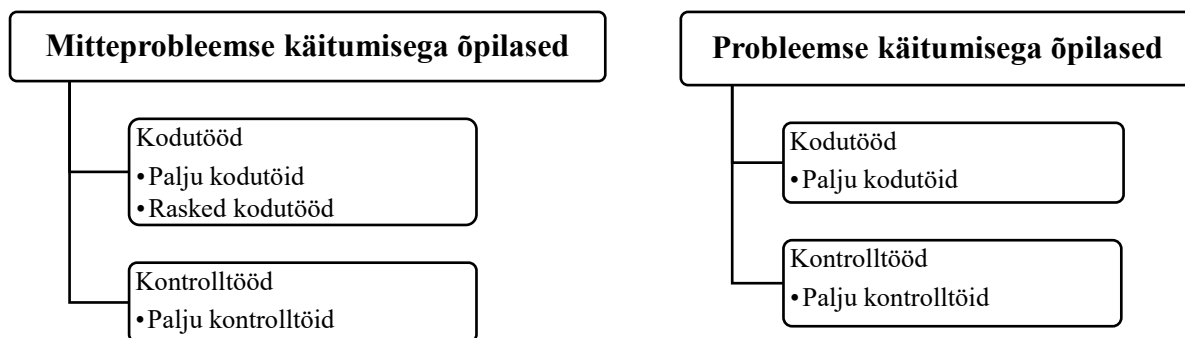 Mitteprobleemse käitumisega õpilased
Kodutööd
•Palju kodutöid
•Rasked kodutööd
Kontrolltööd
•Palju kontrolltöid
Probleemse käitumisega õpilased
Kodutööd
•Palju kodutöid
Kontrolltööd
•Palju kontrolltöid